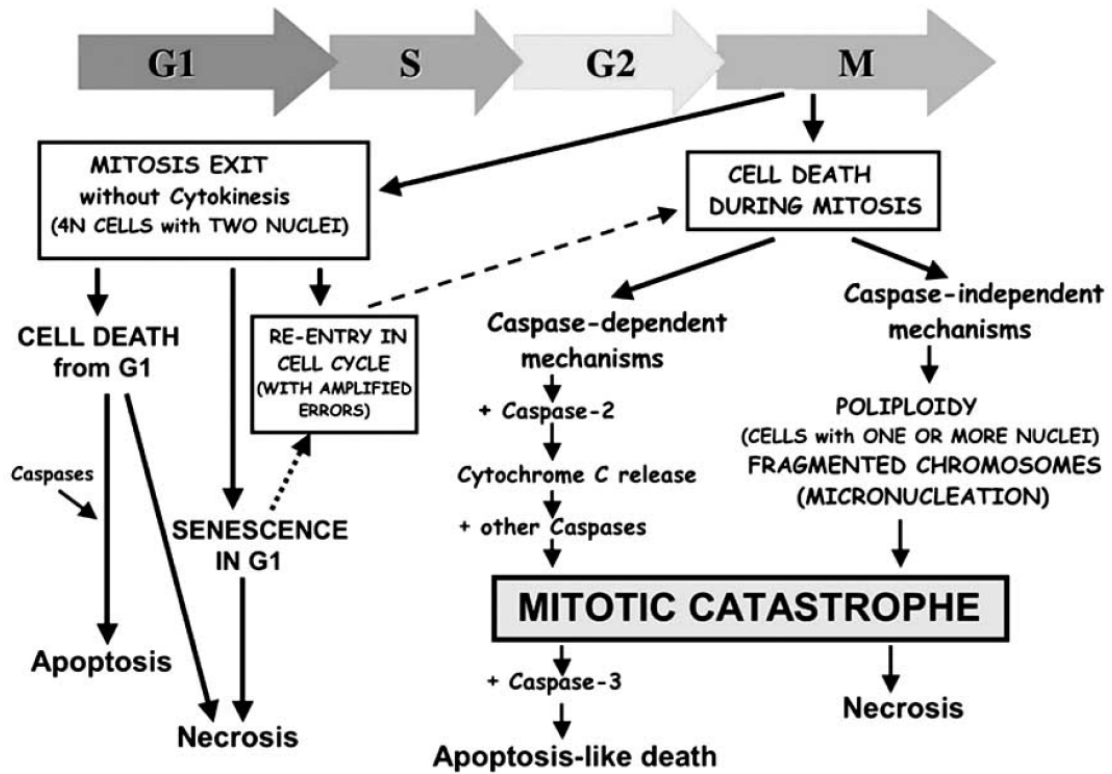 G1
S
G2
M
MITOSIS EXIT
without Cytokinesis
(4N CELLS with TWO NUCLEI)
CELL DEATH
DURING MITOSIS
CELL DEATH
from G1
RE-ENTRY IN
CELL CYCLE
(WITH AMPLIFIED
ERRORS)
Caspase-dependent
mechanisms
Caspase-independent
mechanisms
+ Caspase-2
Cytochrome C release
+ other Caspases
POLIPLOIDY
(CELLS with ONE OR MORE NUCLEI)
FRAGMENTED CHROMOSOMES
(MICRONUCLEATION)
Caspases
SENESCENCE
IN G1
MITOTIC CATASTROPHE
Apoptosis
Necrosis
+ Caspase-3
Apoptosis-like death
Necrosis